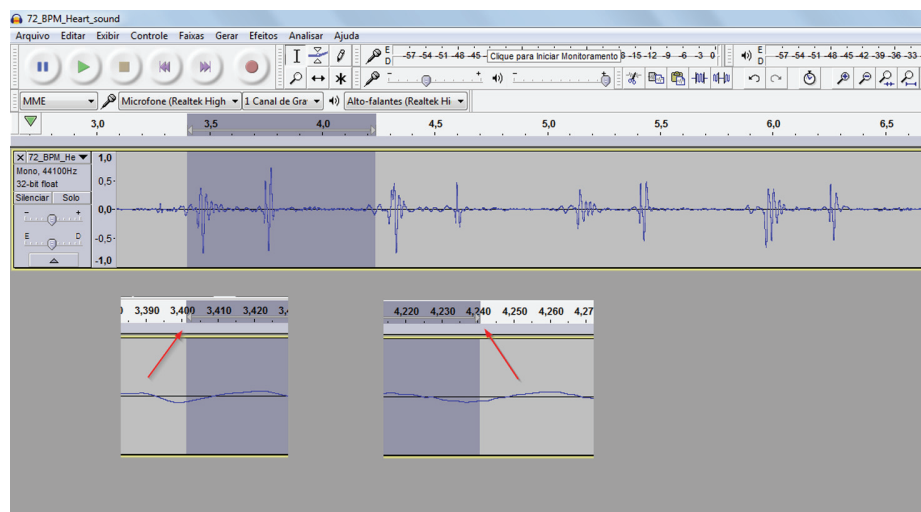 72_BPM_Heart_sound
Arquivo Editar Exibir Controle Faixas Gerar Efeitos Analisar Ajuda
E D -57 -54 -51 -48 -45 - Clique para Iniciar Monitoramento -15 -12 -9 -6 -3 0 E D -57 -54 -51 -48 -45 -42 -39 -36 -33
MME Microfone (Realtek High 1 Canal de Gra Alto-falantes (Realtek Hi
3,0 3,5 4,0 4,5 5,0 5,5 6,0 6,5
72_BPM_He 1,0
Mono, 44100Hz
32-bit float 0,5
Silenciar Solo
- + 0,0
E D -0,5
-1,0
3,390 3,400 3,410 3,420 4,220 4,230 4,240 4,250 4,260 4,27